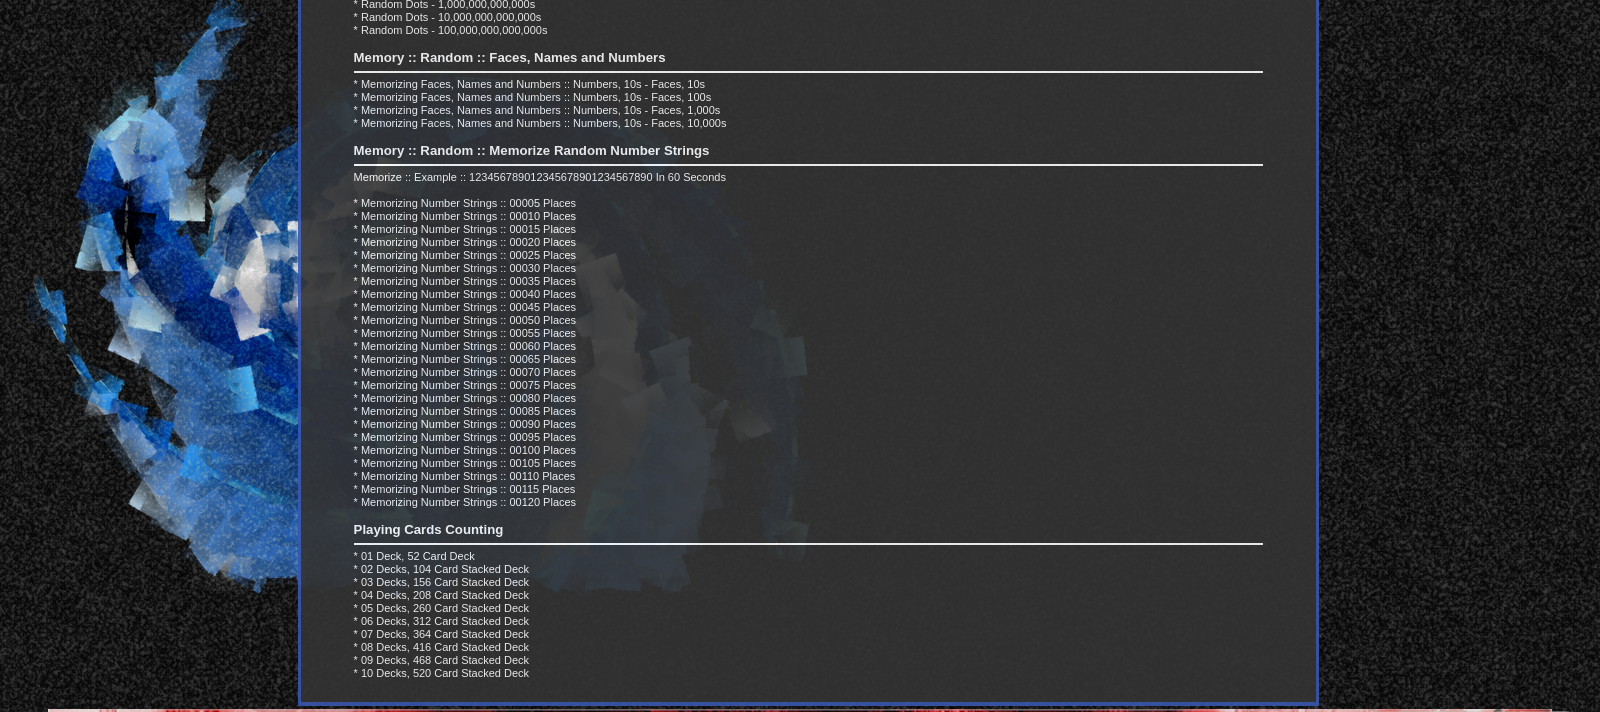 * Random Dots - 1,000,000,000,000s
* Random Dots - 10,000,000,000,000s
* Random Dots - 100,000,000,000,000s
Memory :: Random :: Faces, Names and Numbers
* Memorizing Faces, Names and Numbers :: Numbers, 10s - Faces, 10s
* Memorizing Faces, Names and Numbers :: Numbers, 10s - Faces, 100s
* Memorizing Faces, Names and Numbers :: Numbers, 10s - Faces, 1,000s
* Memorizing Faces, Names and Numbers :: Numbers, 10s - Faces, 10,000s
Memory :: Random :: Memorize Random Number Strings
Memorize :: Example :: 123456789012345678901234567890 In 60 Seconds
* Memorizing Number Strings :: 00005 Places
* Memorizing Number Strings :: 00010 Places
* Memorizing Number Strings :: 00015 Places
* Memorizing Number Strings :: 00020 Places
* Memorizing Number Strings :: 00025 Places
* Memorizing Number Strings :: 00030 Places
* Memorizing Number Strings :: 00035 Places
* Memorizing Number Strings :: 00040 Places
* Memorizing Number Strings :: 00045 Places
* Memorizing Number Strings :: 00050 Places
* Memorizing Number Strings :: 00055 Places
* Memorizing Number Strings :: 00060 Places
* Memorizing Number Strings :: 00065 Places
* Memorizing Number Strings :: 00070 Places
* Memorizing Number Strings :: 00075 Places
* Memorizing Number Strings :: 00080 Places
* Memorizing Number Strings :: 00085 Places
* Memorizing Number Strings :: 00090 Places
* Memorizing Number Strings :: 00095 Places
* Memorizing Number Strings :: 00100 Places
* Memorizing Number Strings :: 00105 Places
* Memorizing Number Strings :: 00110 Places
* Memorizing Number Strings :: 00115 Places
* Memorizing Number Strings :: 00120 Places
Playing Cards Counting
* 01 Deck, 52 Card Deck
* 02 Decks, 104 Card Stacked Deck
* 03 Decks, 156 Card Stacked Deck
* 04 Decks, 208 Card Stacked Deck
* 05 Decks, 260 Card Stacked Deck
* 06 Decks, 312 Card Stacked Deck
* 07 Decks, 364 Card Stacked Deck
* 08 Decks, 416 Card Stacked Deck
* 09 Decks, 468 Card Stacked Deck
* 10 Decks, 520 Card Stacked Deck